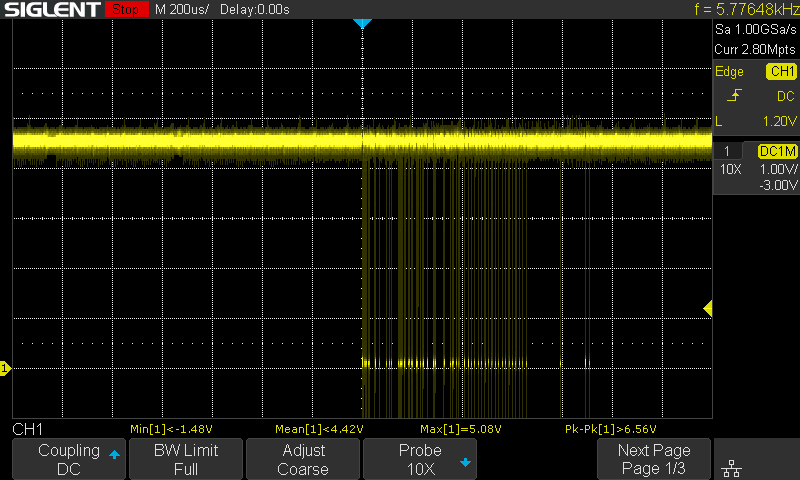 SIGLENT Stop M 200us/ Delay:0.00s f = 5.77648kHz
Sa 1.00GSa/s
Curr 2.80Mpts
Edge CH1
DC
L 1.20V
1 DC1M
10X 1.00V/
-3.00V
1
CH1 Min[1]<-1.48V Mean[1]<4.42V Max[1]=5.08V Pk-Pk[1]>6.56V
Coupling BW Limit Adjust Probe Next Page
DC Full Coarse 10X Page 1/3